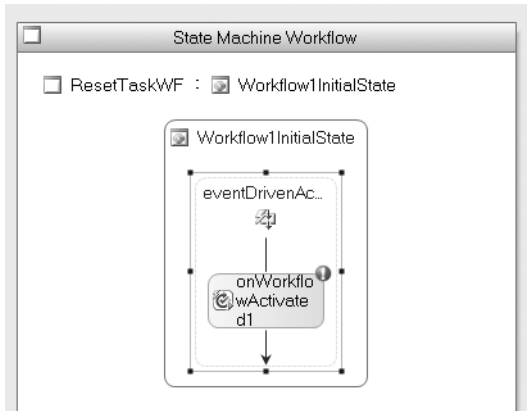 State Machine Workflow
ResetTaskWF : Workflow1InitialState
Workflow1InitialState
eventDrivenAc...
onWorkflo
wActivate
d1